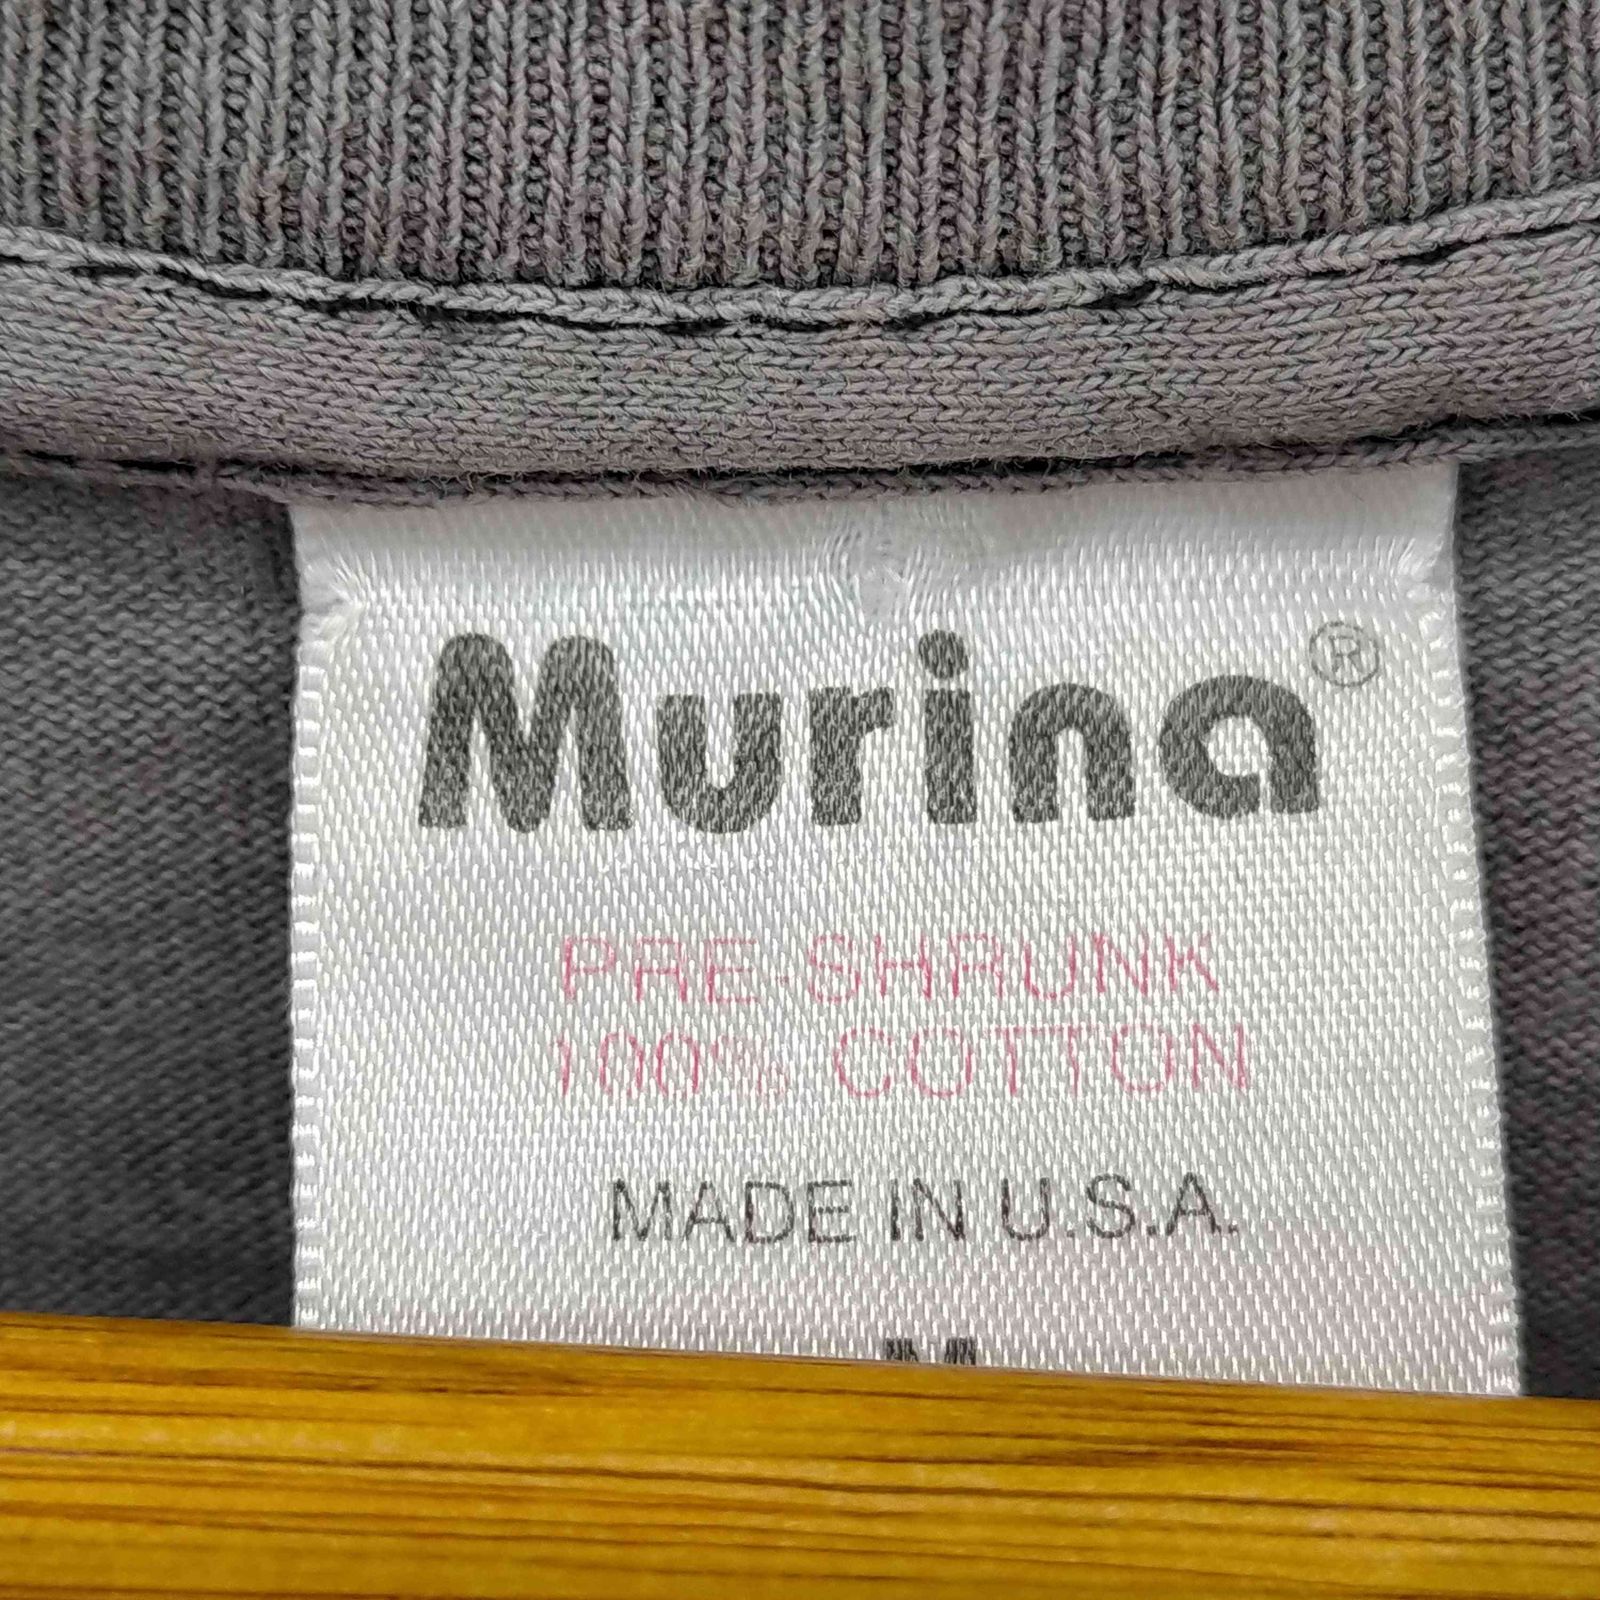 Murina®
PRE-SHRUNK
100% COTTON
MADE IN U.S.A.
M